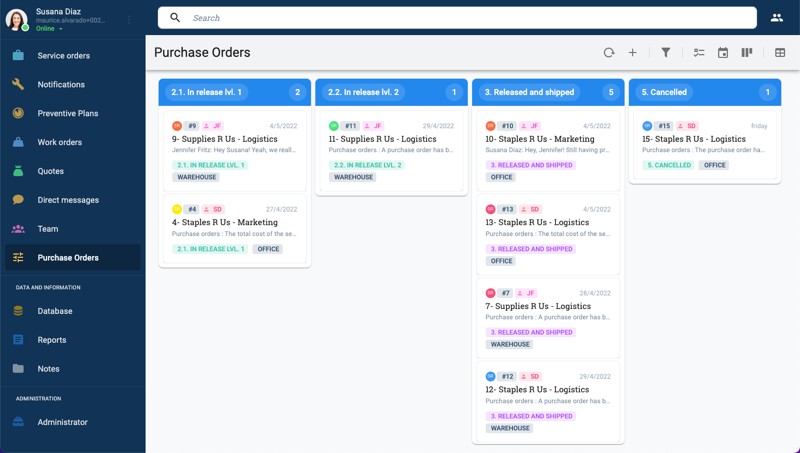 Susana Diaz
maurice.alvarado+002...
Online
Service orders
Notifications
Preventive Plans
Work orders
Quotes
Direct messages
Team
Purchase Orders
DATA AND INFORMATION
Database
Reports
Notes
ADMINISTRATION
Administrator
Search
Purchase Orders
2.1. In release lvl. 1
2
#9
JF
4/5/2022
9- Supplies R Us - Logistics
Jennifer Fritz: Hey Susana! Yeah, we reall...
2.1. IN RELEASE LVL. 1
WAREHOUSE
#4
SD
27/4/2022
4- Staples R Us - Marketing
Purchase orders : The total cost of the se...
2.1. IN RELEASE LVL. 1
OFFICE
2.2. In release lvl. 2
1
#11
JF
29/4/2022
11- Supplies R Us - Logistics
Purchase orders : A purchase order has b...
2.2. IN RELEASE LVL. 2
WAREHOUSE
3. Released and shipped
5
#10
JF
4/5/2022
10- Staples R Us - Marketing
Susana Diaz: Hey, Jennifer! Still having pr...
3. RELEASED AND SHIPPED
OFFICE
#13
SD
4/5/2022
13- Staples R Us - Logistics
Purchase orders : The total cost of the se...
3. RELEASED AND SHIPPED
OFFICE
#7
JF
28/4/2022
7- Supplies R Us - Logistics
Purchase orders : A purchase order has b...
3. RELEASED AND SHIPPED
WAREHOUSE
#12
SD
29/4/2022
12- Staples R Us - Logistics
Purchase orders : A purchase order has b...
3. RELEASED AND SHIPPED
WAREHOUSE
5. Cancelled
1
#15
SD
friday
15- Staples R Us - Logistics
Purchase orders : The purchase order ha...
5. CANCELLED
OFFICE